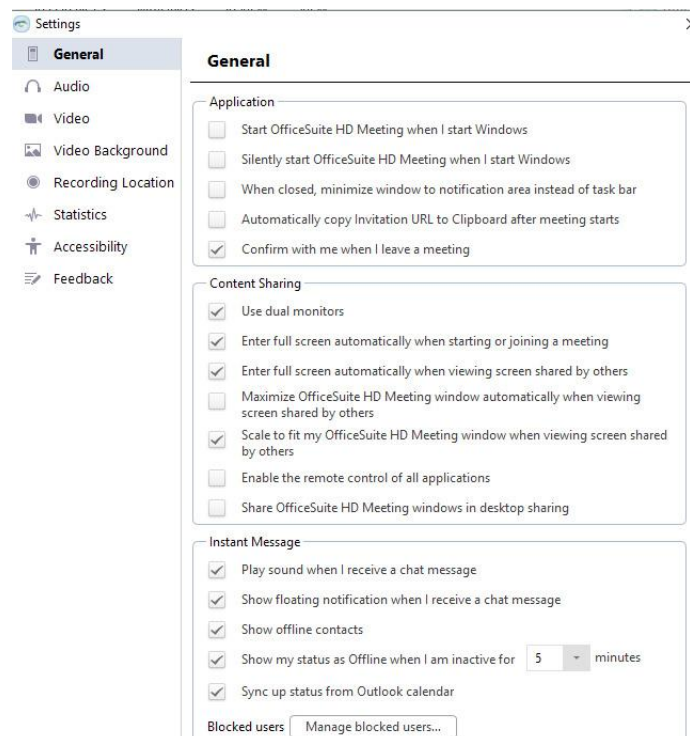 Settings
General
Audio
Video
Video Background
Recording Location
Statistics
Accessibility
Feedback
General
Application
Start OfficeSuite HD Meeting when I start Windows
Silently start OfficeSuite HD Meeting when I start Windows
When closed, minimize window to notification area instead of task bar
Automatically copy Invitation URL to Clipboard after meeting starts
Confirm with me when I leave a meeting
Content Sharing
Use dual monitors
Enter full screen automatically when starting or joining a meeting
Enter full screen automatically when viewing screen shared by others
Maximize OfficeSuite HD Meeting window automatically when viewing
screen shared by others
Scale to fit my OfficeSuite HD Meeting window when viewing screen shared
by others
Enable the remote control of all applications
Share OfficeSuite HD Meeting windows in desktop sharing
Instant Message
Play sound when I receive a chat message
Show floating notification when I receive a chat message
Show offline contacts
Show my status as Offline when I am inactive for 5 minutes
Sync up status from Outlook calendar
Blocked users Manage blocked users...